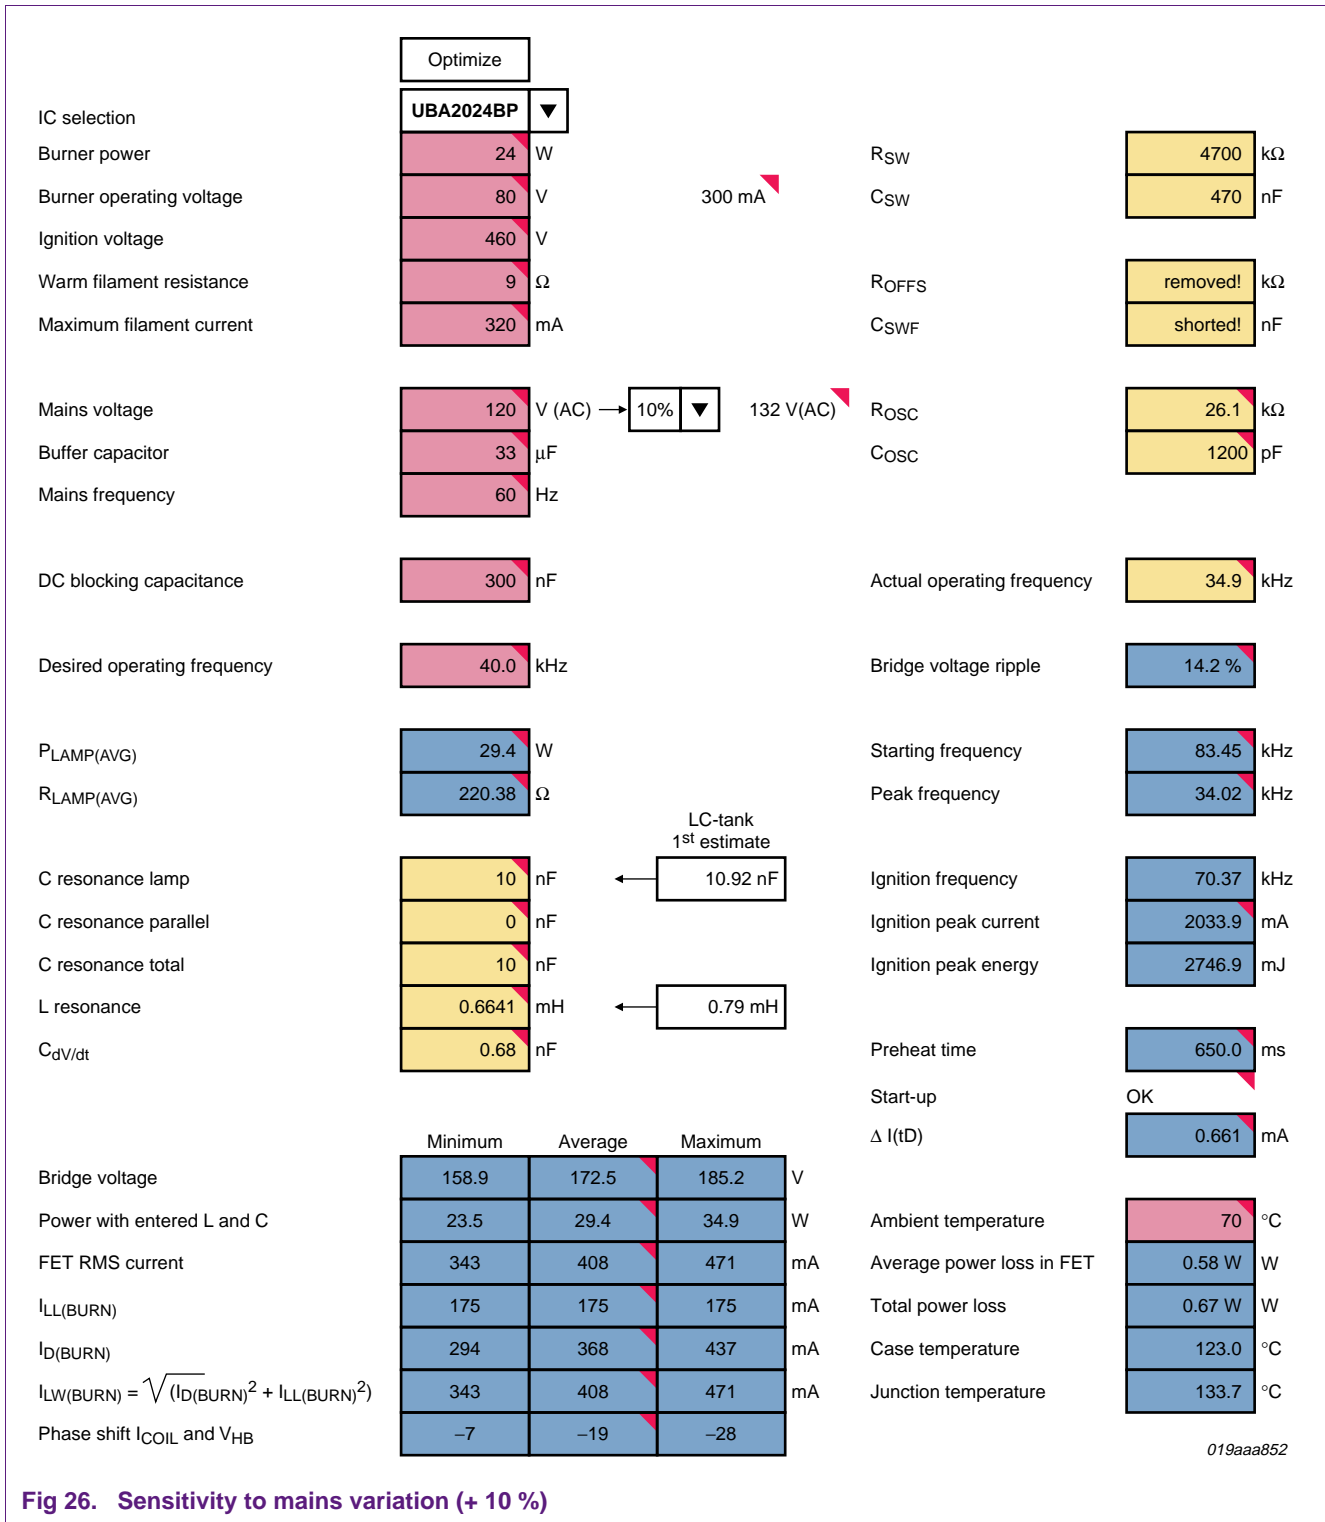 Optimize
IC selection UBA2024BP ▼
Burner power 24 W RSW 4700 kΩ
Burner operating voltage 80 V 300 mA CSW 470 nF
Ignition voltage 460 V
Warm filament resistance 9 Ω ROFFS removed! kΩ
Maximum filament current 320 mA CSWF shorted! nF
Mains voltage 120 V (AC) → 10% ▼ 132 V(AC) ROSC 26.1 kΩ
Buffer capacitor 33 μF COSC 1200 pF
Mains frequency 60 Hz
DC blocking capacitance 300 nF Actual operating frequency 34.9 kHz
Desired operating frequency 40.0 kHz Bridge voltage ripple 14.2 %
PLAMP(AVG) 29.4 W Starting frequency 83.45 kHz
RLAMP(AVG) 220.38 Ω Peak frequency 34.02 kHz
LC-tank
1st estimate
C resonance lamp 10 nF ← 10.92 nF Ignition frequency 70.37 kHz
C resonance parallel 0 nF Ignition peak current 2033.9 mA
C resonance total 10 nF Ignition peak energy 2746.9 mJ
L resonance 0.6641 mH ← 0.79 mH
CdV/dt 0.68 nF Preheat time 650.0 ms
Start-up OK
Δ I(tD) 0.661 mA
Minimum Average Maximum
Bridge voltage 158.9 172.5 185.2 V
Power with entered L and C 23.5 29.4 34.9 W Ambient temperature 70 °C
FET RMS current 343 408 471 mA Average power loss in FET 0.58 W W
ILL(BURN) 175 175 175 mA Total power loss 0.67 W W
ID(BURN) 294 368 437 mA Case temperature 123.0 °C
ILW(BURN) = √(ID(BURN)2 + ILL(BURN)2) 343 408 471 mA Junction temperature 133.7 °C
Phase shift ICOIL and VHB –7 –19 –28
019aaa852
Fig 26. Sensitivity to mains variation (+ 10 %)